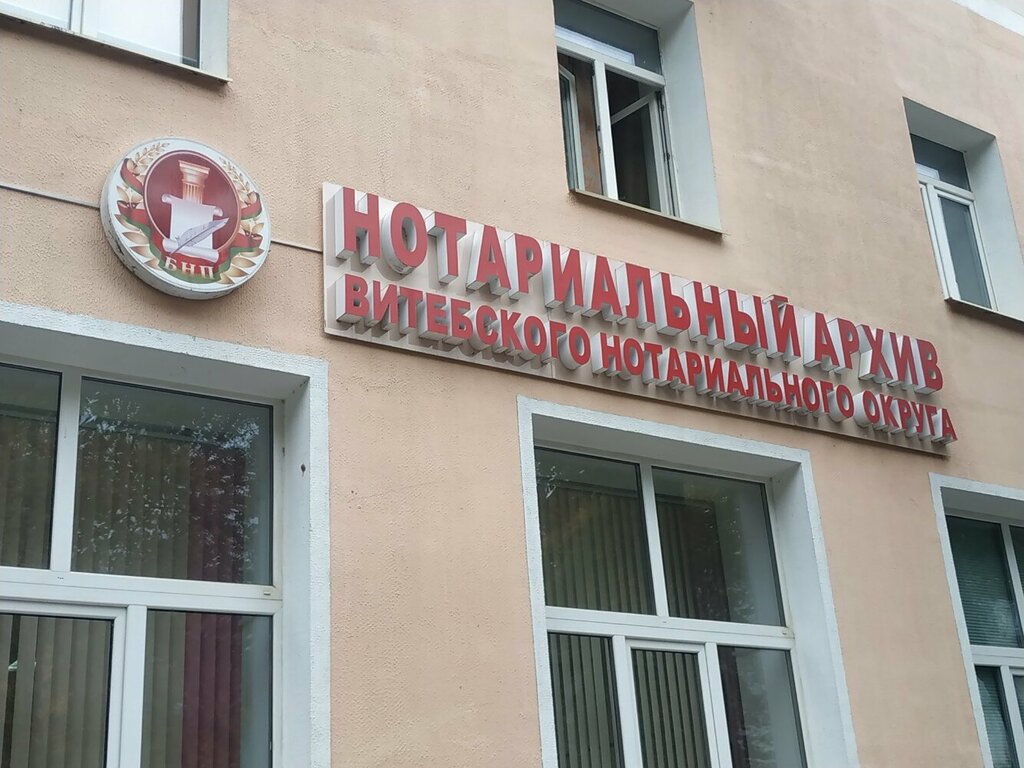 БНП
НОТАРИАЛЬНЫЙ АРХИВ
ВИТЕБСКОГО НОТАРИАЛЬНОГО ОКРУГА